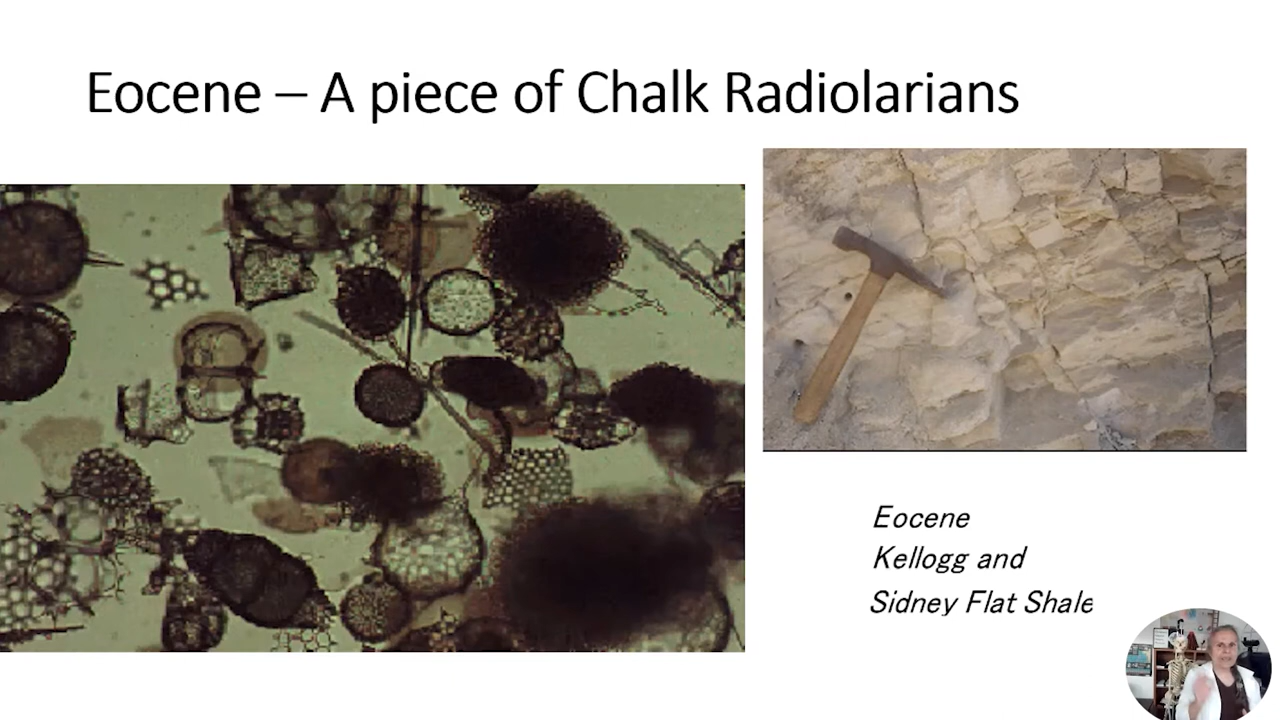 Eocene – A piece of Chalk Radiolarians
Eocene
Kellogg and
Sidney Flat Shale